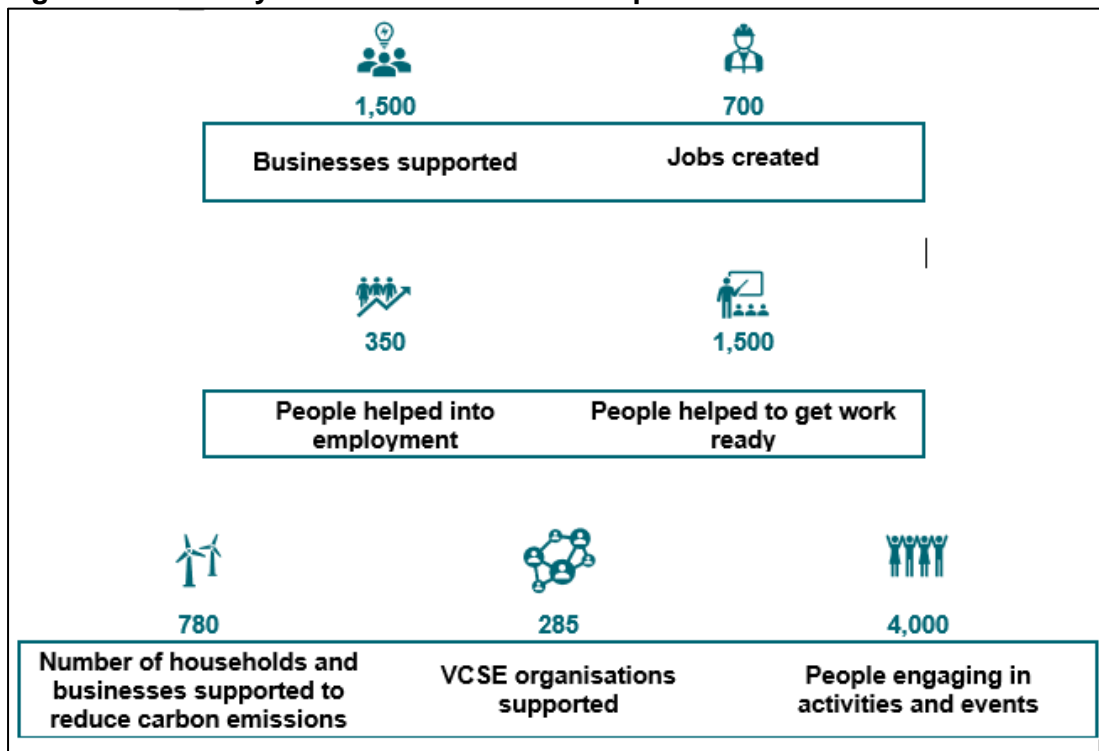 1,500 700
Businesses supported Jobs created
350 1,500
People helped into People helped to get work
employment ready
780 285 4,000
Number of households and
businesses supported to
reduce carbon emissions
VCSE organisations
supported
People engaging in
activities and events